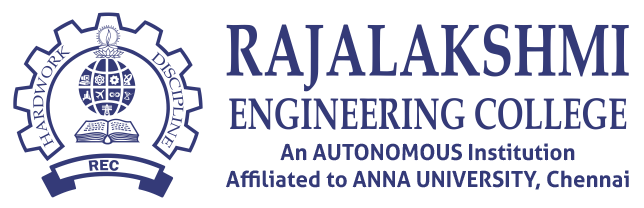 HARDWORK
DISCIPLINE
REC
RAJALAKSHMI
ENGINEERING COLLEGE
An AUTONOMOUS Institution
Affiliated to ANNA UNIVERSITY, Chennai